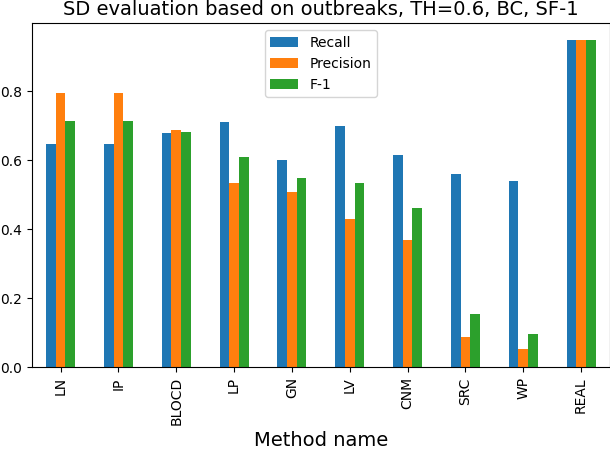 SD evaluation based on outbreaks, TH=0.6, BC, SF-1
Recall
Precision
F-1
0.8
0.6
0.4
0.2
0.0
LN
IP
BLOCD
LP
GN
LV
CNM
SRC
WP
REAL
Method name